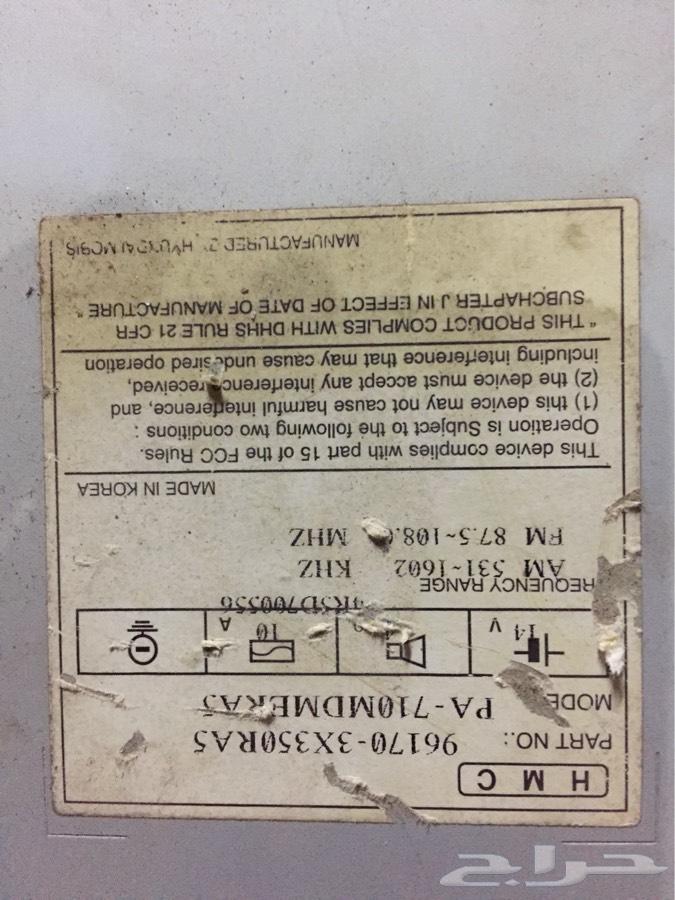 HMC
PART NO.: 96170-3X350RA5
PA-710MDMERA5
14 V
10 A
4R5D700556
FREQUENCY RANGE
AM 531~1602 KHZ
FM 87.5~108. MHZ
MADE IN KOREA
This device complies with part 15 of the FCC Rules.
Operation is Subject to the following two conditions :
(1) this device may not cause harmful interference, and
(2) the device must accept any interference received,
including interference that may cause undesired operation
" THIS PRODUCT COMPLIES WITH DHHS RULE 21 CFR
SUBCHAPTER J IN EFFECT OF DATE OF MANUFACTURE "
MANUFACTURED HYUNDAI MOBIS
حراج